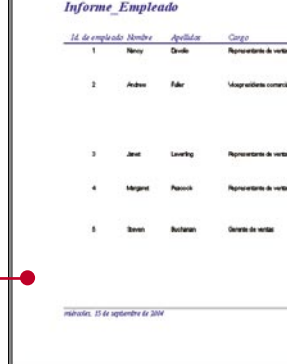 Informe_Empleado
Id. de empleado Nombre Apellidos Cargo
1 Nancy Davolio Representante de ventas
2 Andrew Fuller Vicepresidente comercial
3 Janet Leverling Representante de ventas
4 Margaret Peacock Representante de ventas
5 Steven Buchanan Gerente de ventas
miércoles, 15 de septiembre de 2004